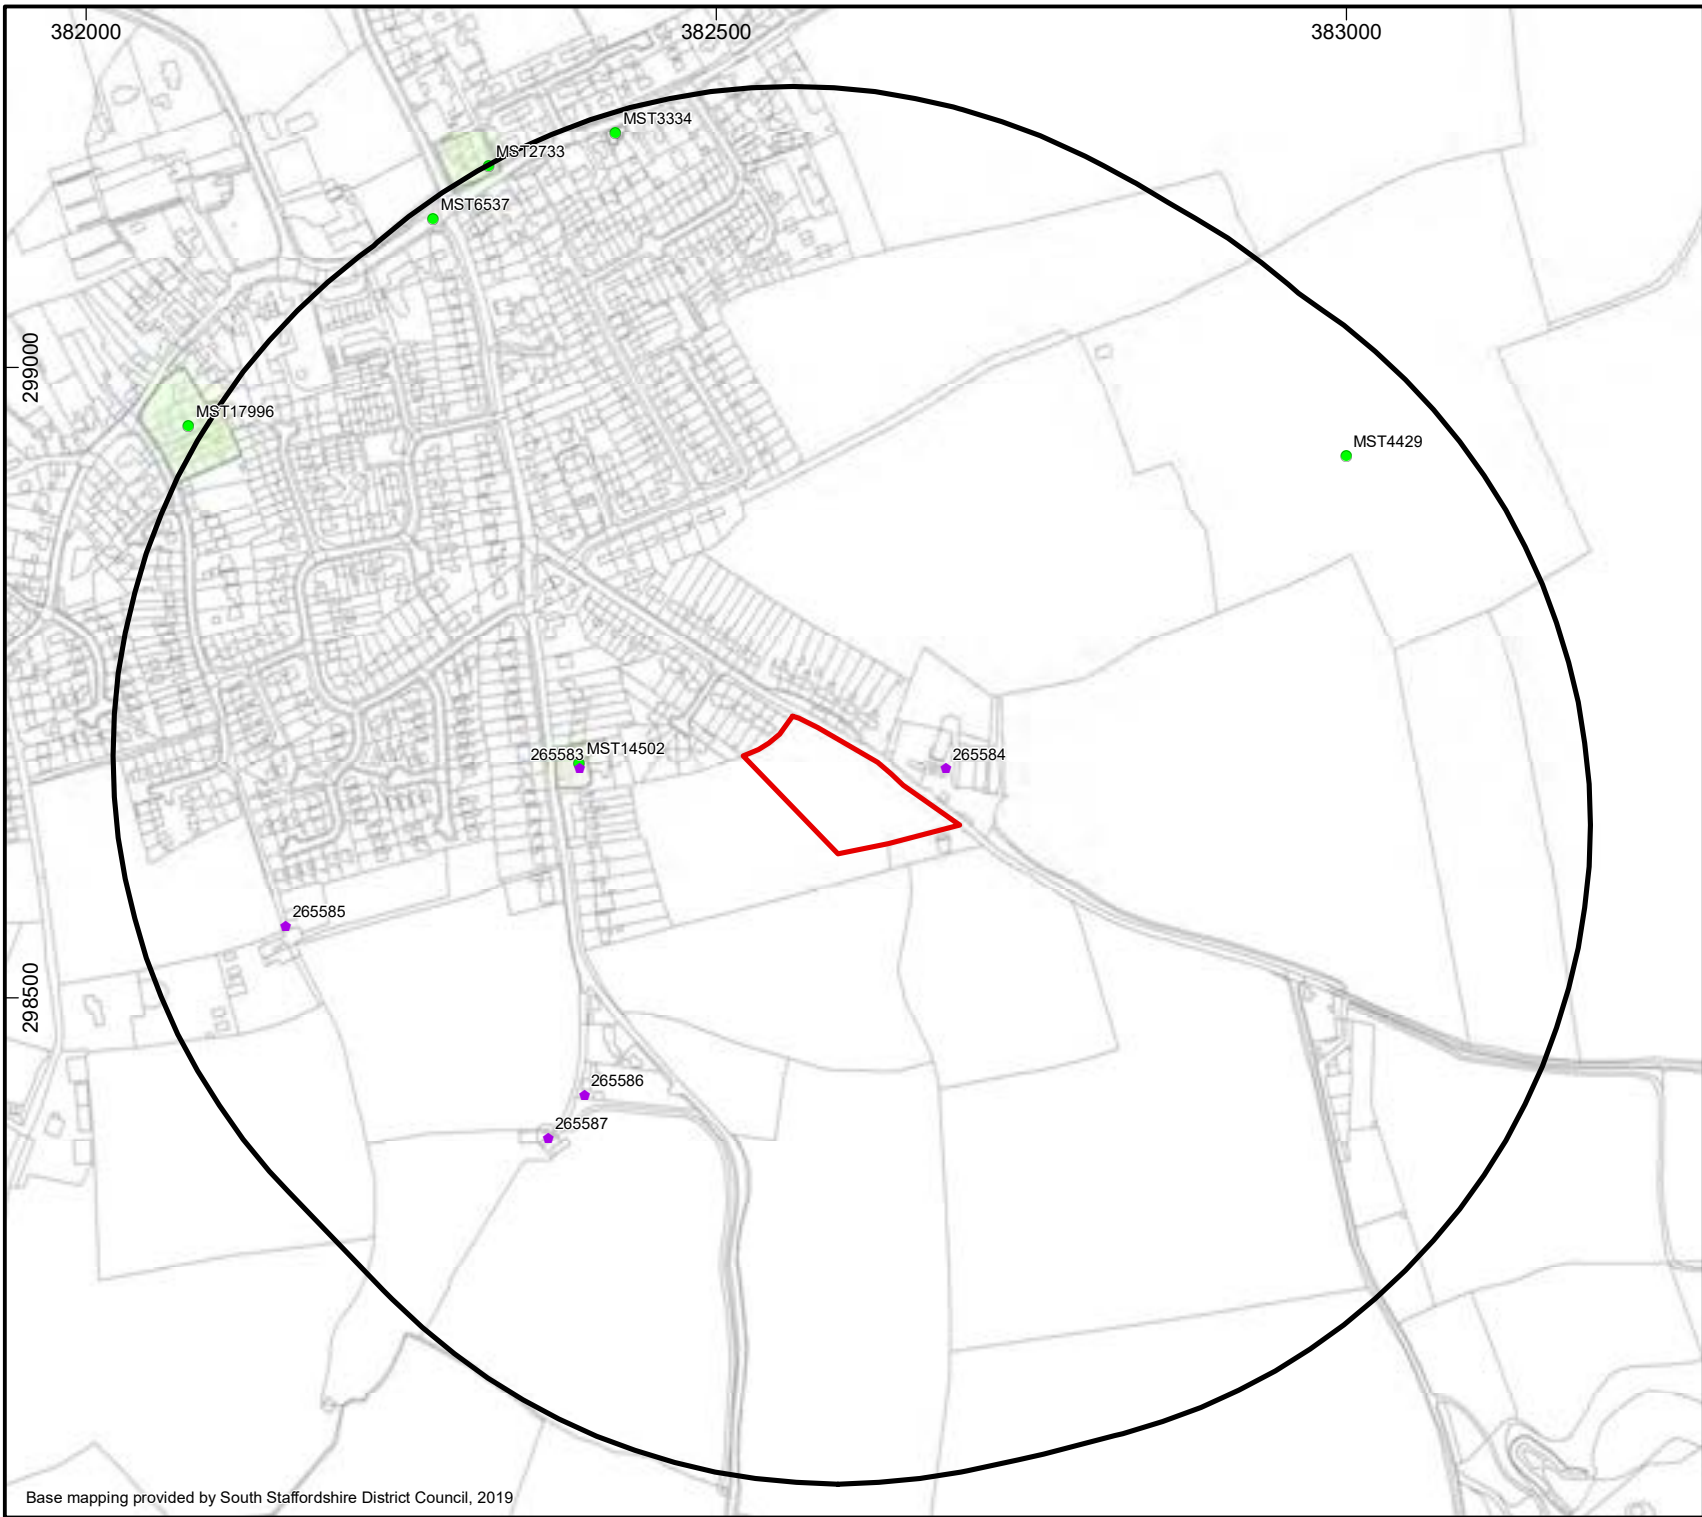 382000
382500
383000
MST3334
MST2733
MST6537
299000
MST17996
MST4429
265583
MST14502
265584
265585
298500
265586
265587
Base mapping provided by South Staffordshire District Council, 2019